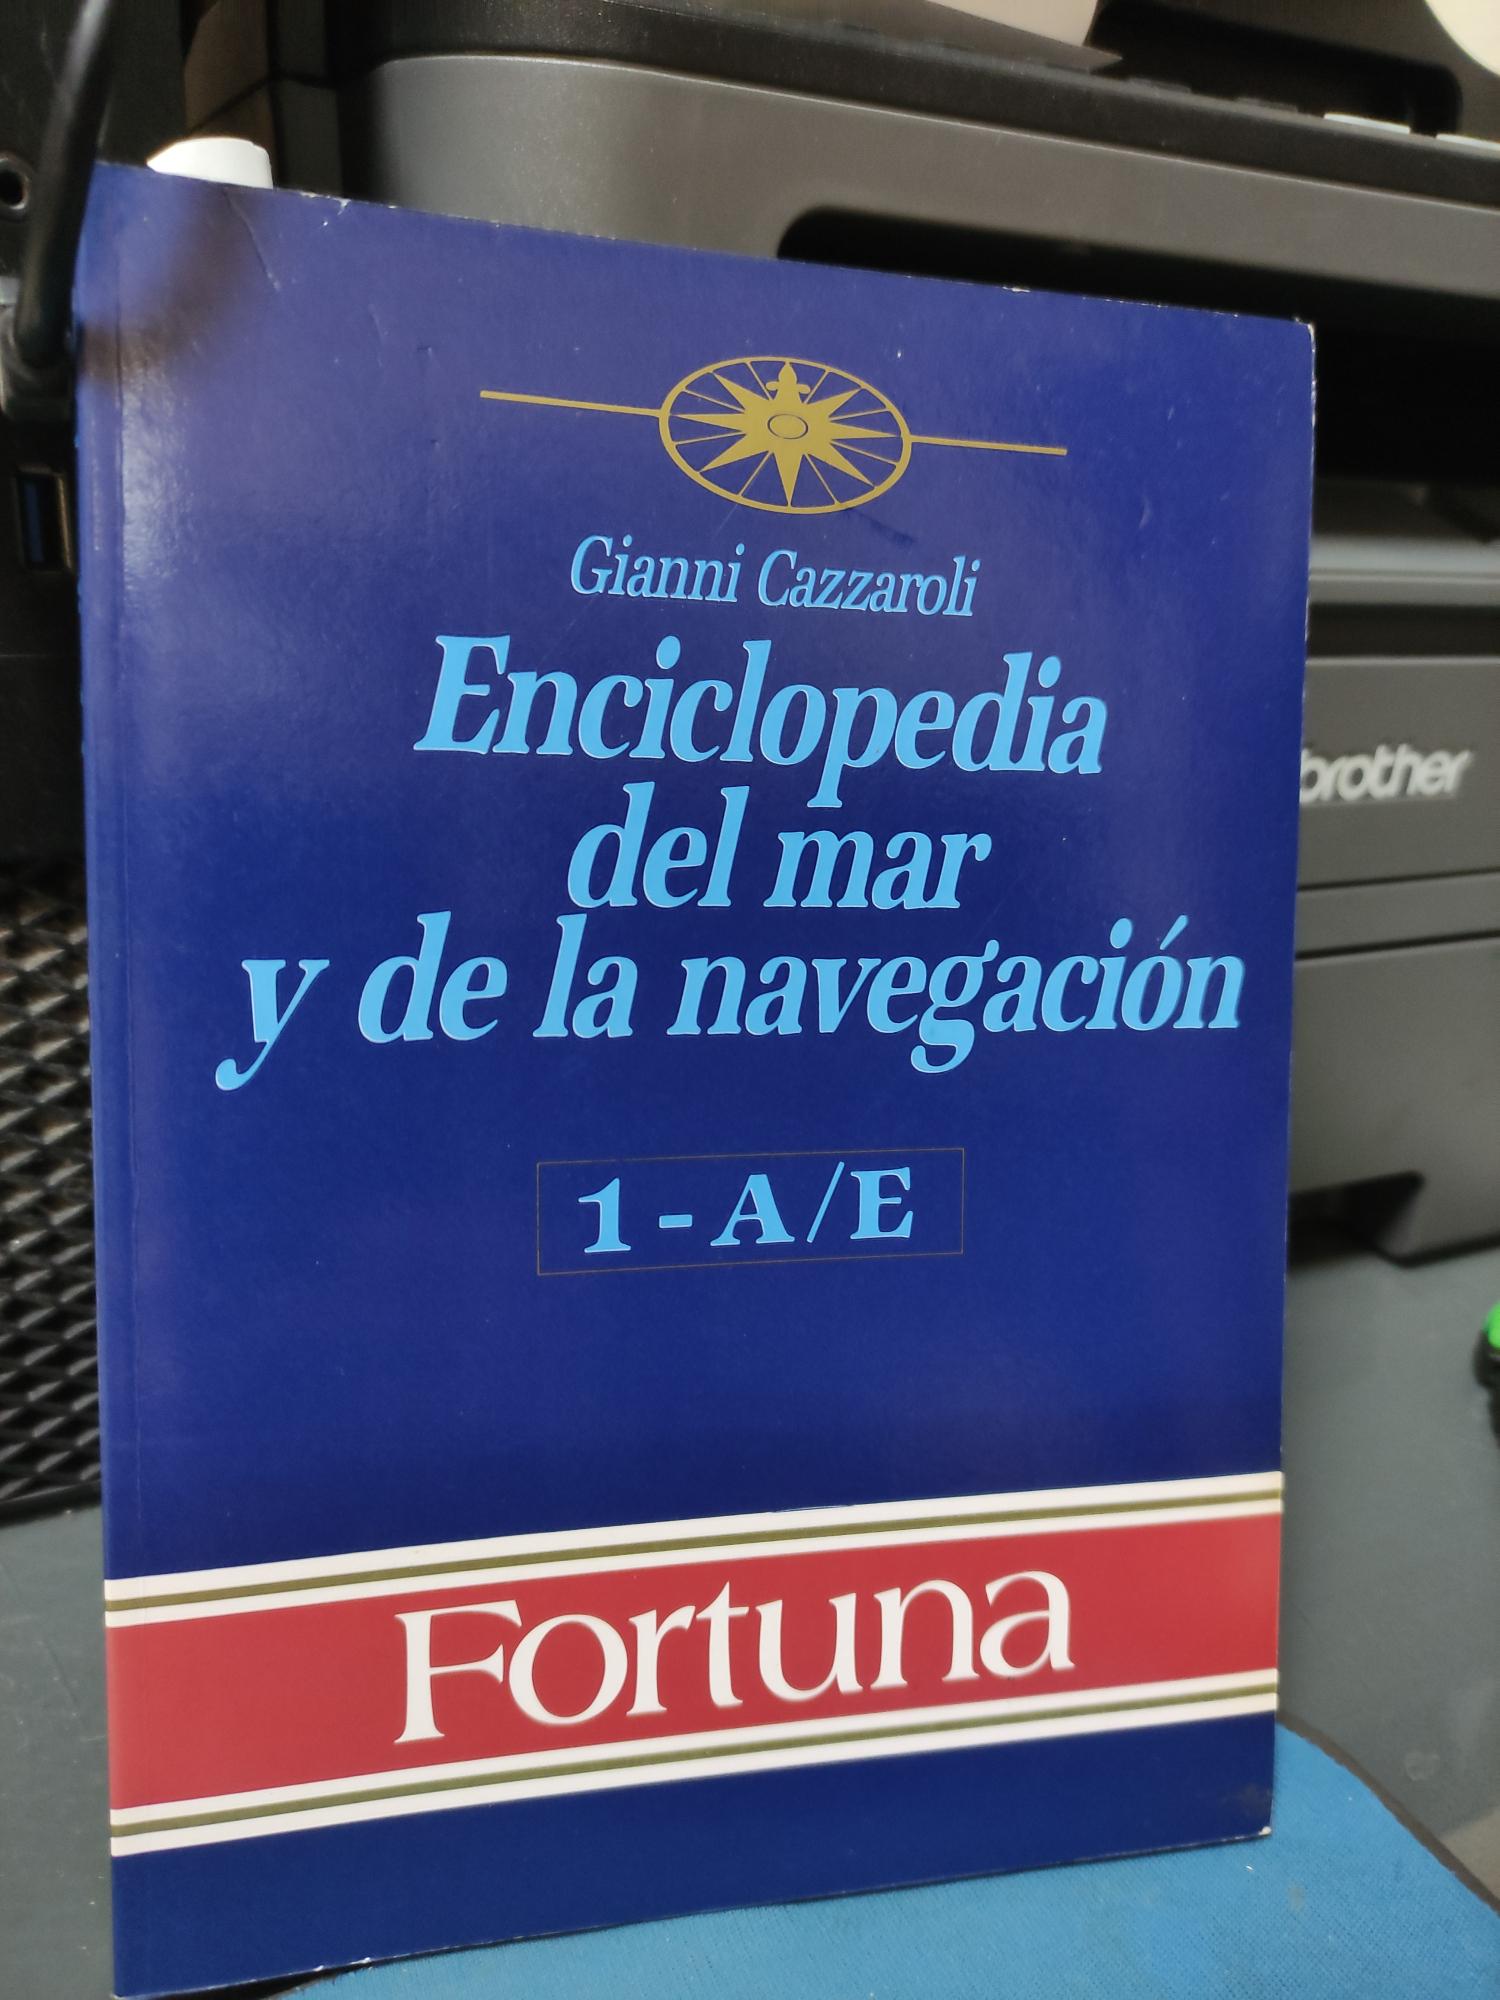 Gianni Cazzaroli
Enciclopedia
del mar
y de la navegación
1 - A/E
Fortuna
brother